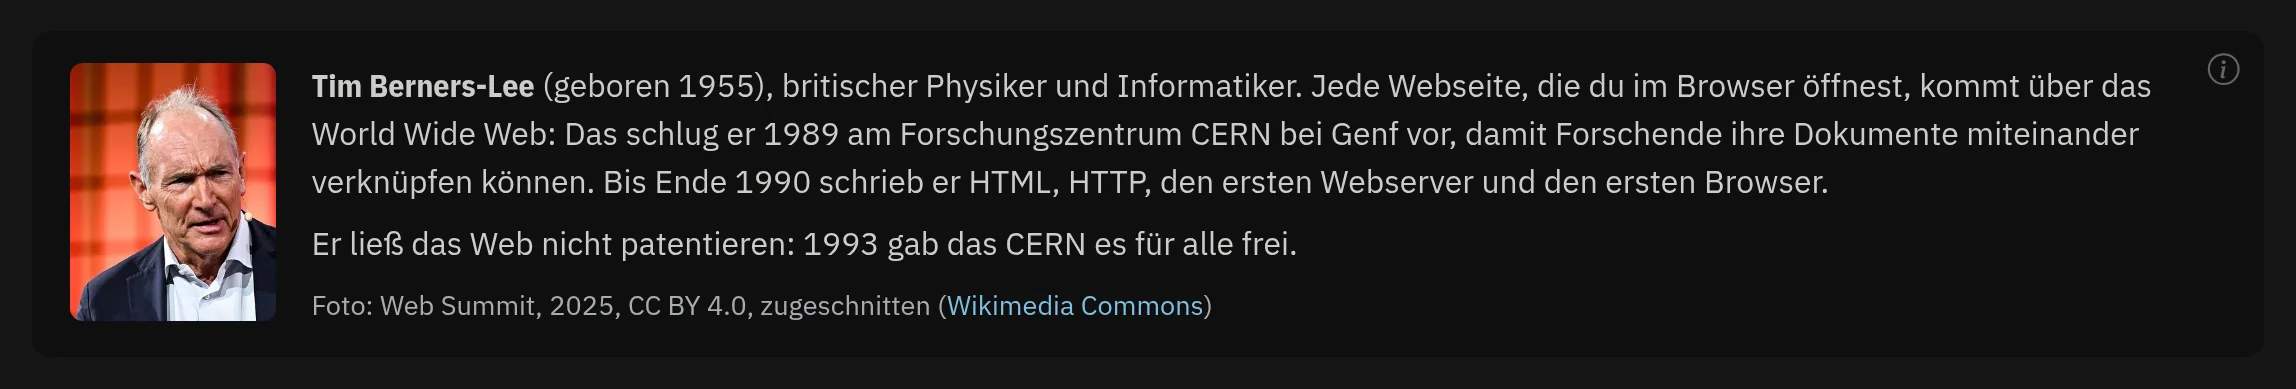 Tim Berners-Lee (geboren 1955), britischer Physiker und Informatiker. Jede Webseite, die du im Browser öffnest, kommt über das
World Wide Web: Das schlug er 1989 am Forschungszentrum CERN bei Genf vor, damit Forschende ihre Dokumente miteinander
verknüpfen können. Bis Ende 1990 schrieb er HTML, HTTP, den ersten Webserver und den ersten Browser.
Er ließ das Web nicht patentieren: 1993 gab das CERN es für alle frei.
Foto: Web Summit, 2025, CC BY 4.0, zugeschnitten (Wikimedia Commons)